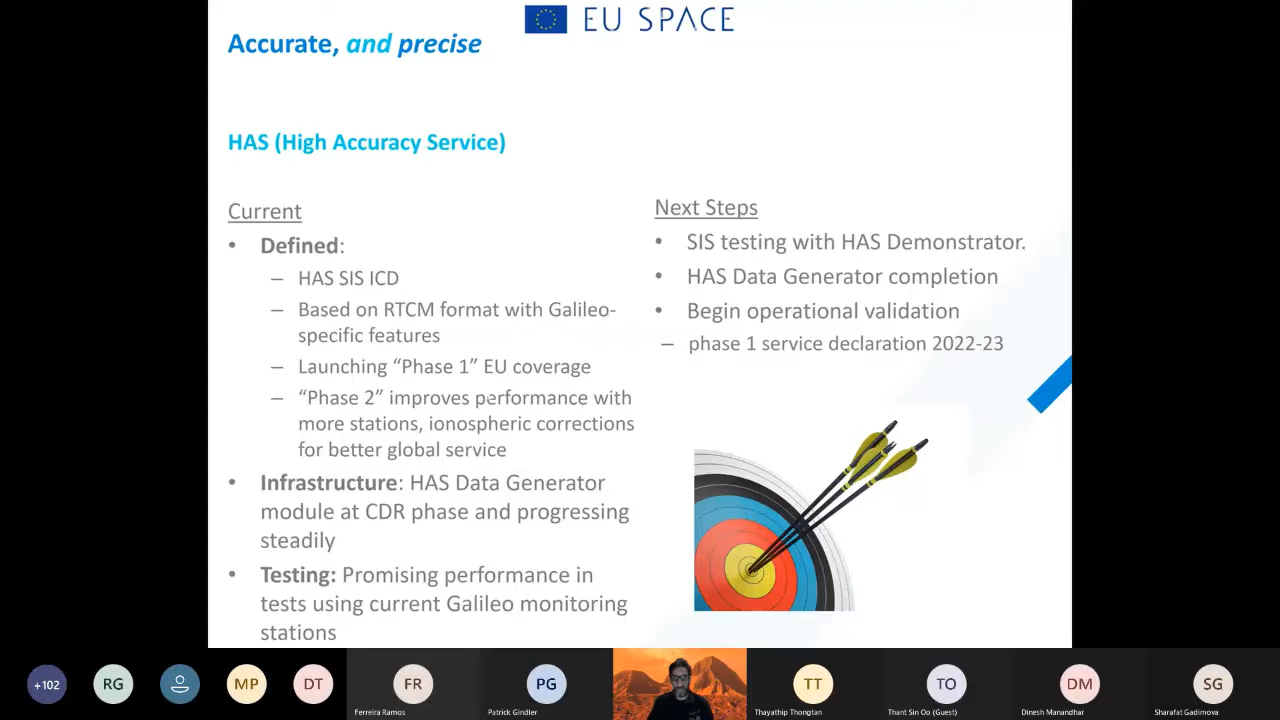 EU SPACE
Accurate, and precise
HAS (High Accuracy Service)
Current
• Defined:
– HAS SIS ICD
– Based on RTCM format with Galileo-
specific features
– Launching “Phase 1” EU coverage
– “Phase 2” improves performance with
more stations, ionospheric corrections
for better global service
• Infrastructure: HAS Data Generator
module at CDR phase and progressing
steadily
• Testing: Promising performance in
tests using current Galileo monitoring
stations
Next Steps
• SIS testing with HAS Demonstrator.
• HAS Data Generator completion
• Begin operational validation
– phase 1 service declaration 2022-23
+102
RG
MP
DT
FR
Ferreira Ramos
PG
Patrick Gindler
TT
Thayathip Thongtan
TO
Thant Sin Oo (Guest)
DM
Dinesh Manandhar
SG
Sharafat Gadimova